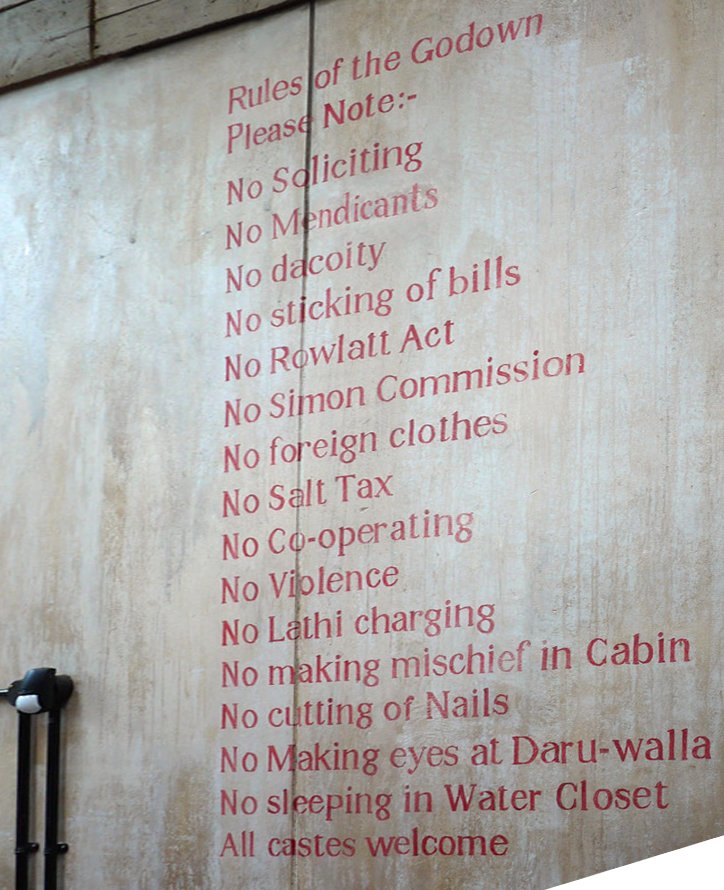 Rules of the Godown
Please Note:-
No Soliciting
No Mendicants
No dacoity
No sticking of bills
No Rowlatt Act
No Simon Commission
No foreign clothes
No Salt Tax
No Co-operating
No Violence
No Lathi charging
No making mischief in Cabin
No cutting of Nails
No Making eyes at Daru-walla
No sleeping in Water Closet
All castes welcome